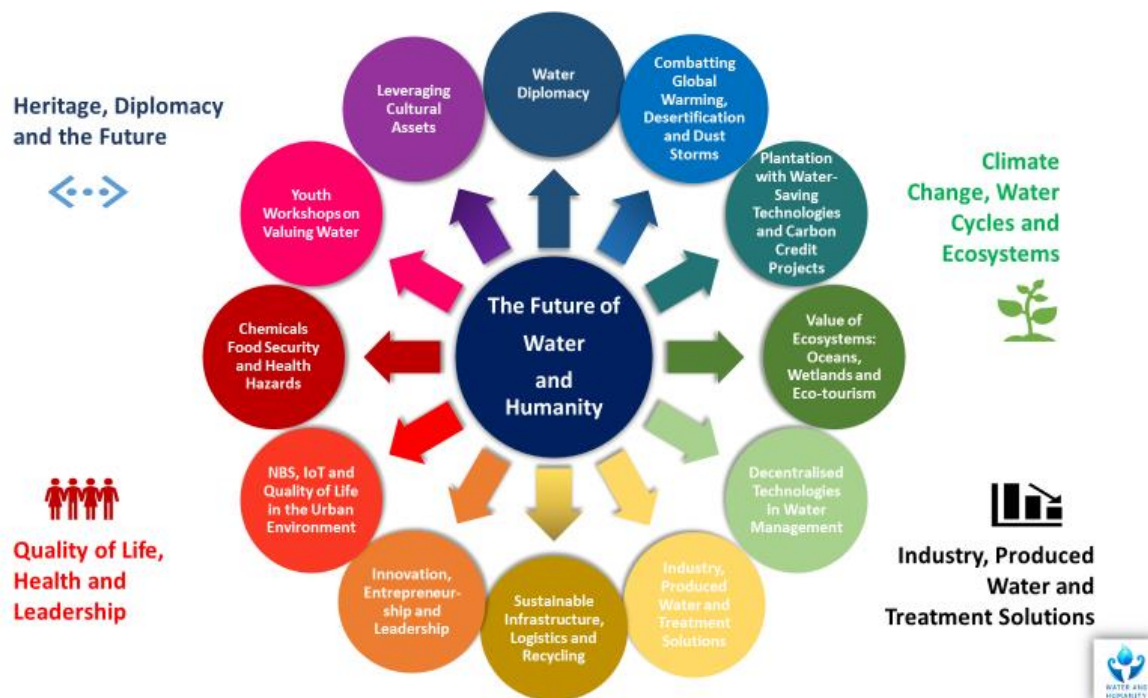 Heritage, Diplomacy
and the Future
Leveraging
Cultural
Assets
Water
Diplomacy
Combatting
Global
Warming,
Desertification
and Dust
Storms
Plantation
with Water-
Saving
Technologies
and Carbon
Credit
Projects
Climate
Change, Water
Cycles and
Ecosystems
Youth
Workshops on
Valuing Water
The Future of
Water
and
Humanity
Chemicals
Food Security
and Health
Hazards
Value of
Ecosystems:
Oceans,
Wetlands and
Eco-tourism
NBS, IoT and
Quality of Life
in the Urban
Environment
Decentralised
Technologies
in Water
Management
Quality of Life,
Health and
Leadership
Innovation,
Entrepreneur-
ship and
Leadership
Sustainable
Infrastructure,
Logistics and
Recycling
Industry,
Produced
Water and
Treatment
Solutions
Industry, Produced
Water and
Treatment Solutions
WATER AND
HUMANITY